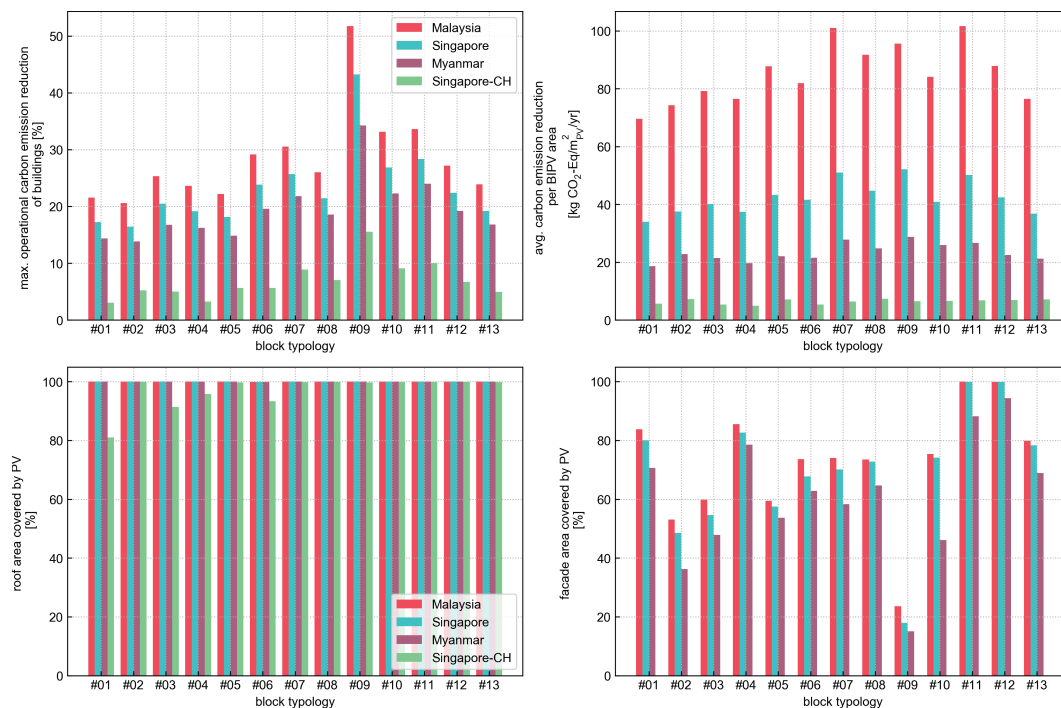 max. operational carbon emission reduction
of buildings [%]
50
40
30
20
10
0
Malaysia
Singapore
Myanmar
Singapore-CH
#01 #02 #03 #04 #05 #06 #07 #08 #09 #10 #11 #12 #13
block typology
avg. carbon emission reduction
per BIPV area
[kg CO₂-Eq/m²PV/yr]
100
80
60
40
20
0
#01 #02 #03 #04 #05 #06 #07 #08 #09 #10 #11 #12 #13
block typology
roof area covered by PV
[%]
100
80
60
40
20
0
Malaysia
Singapore
Myanmar
Singapore-CH
#01 #02 #03 #04 #05 #06 #07 #08 #09 #10 #11 #12 #13
block typology
facade area covered by PV
[%]
100
80
60
40
20
0
#01 #02 #03 #04 #05 #06 #07 #08 #09 #10 #11 #12 #13
block typology